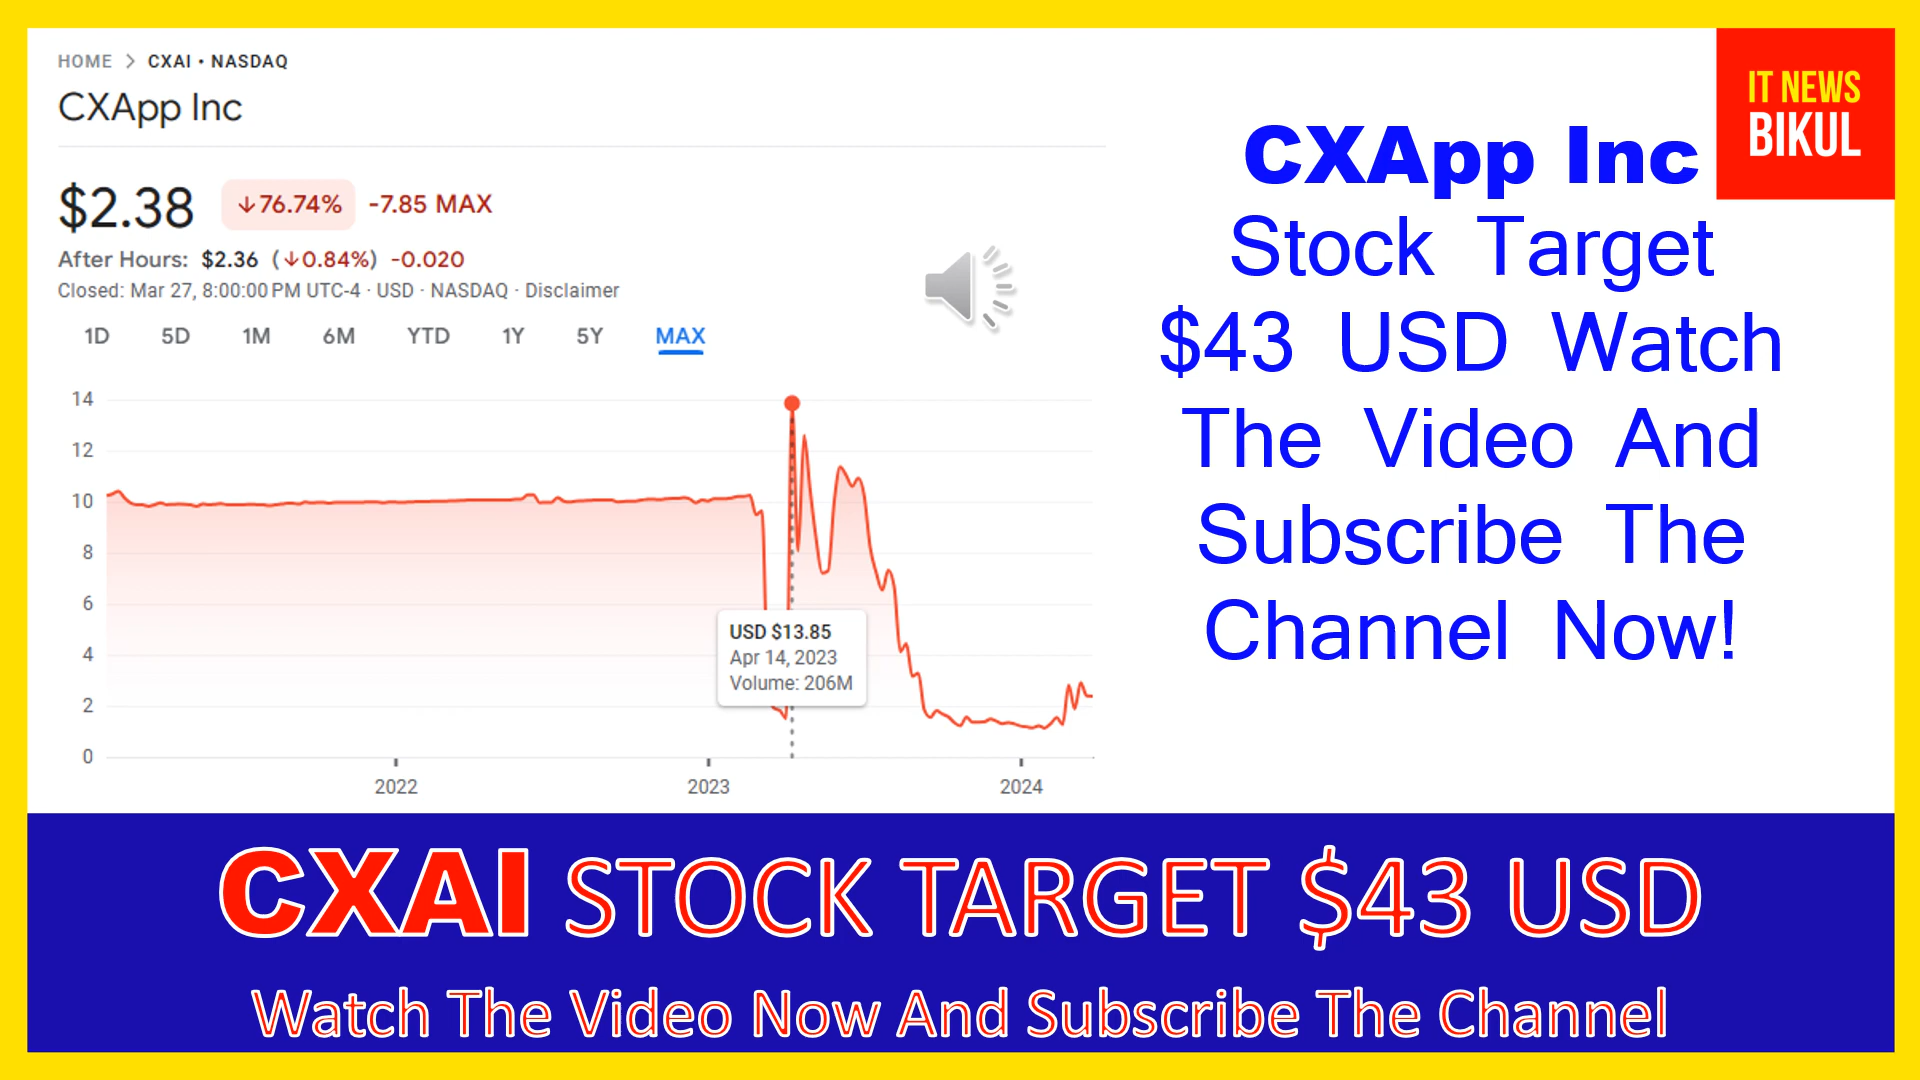 HOME > CXAI • NASDAQ
CXApp Inc
$2.38 ↓76.74% -7.85 MAX
After Hours: $2.36 (↓0.84%) -0.020
Closed: Mar 27, 8:00:00 PM UTC-4 · USD · NASDAQ · Disclaimer
1D 5D 1M 6M YTD 1Y 5Y MAX
14
12
10
8
6
4
2
0
USD $13.85
Apr 14, 2023
Volume: 206M
2022 2023 2024
IT NEWS
BIKUL
CXApp Inc
Stock Target
$43 USD Watch
The Video And
Subscribe The
Channel Now!
CXAI STOCK TARGET $43 USD
Watch The Video Now And Subscribe The Channel